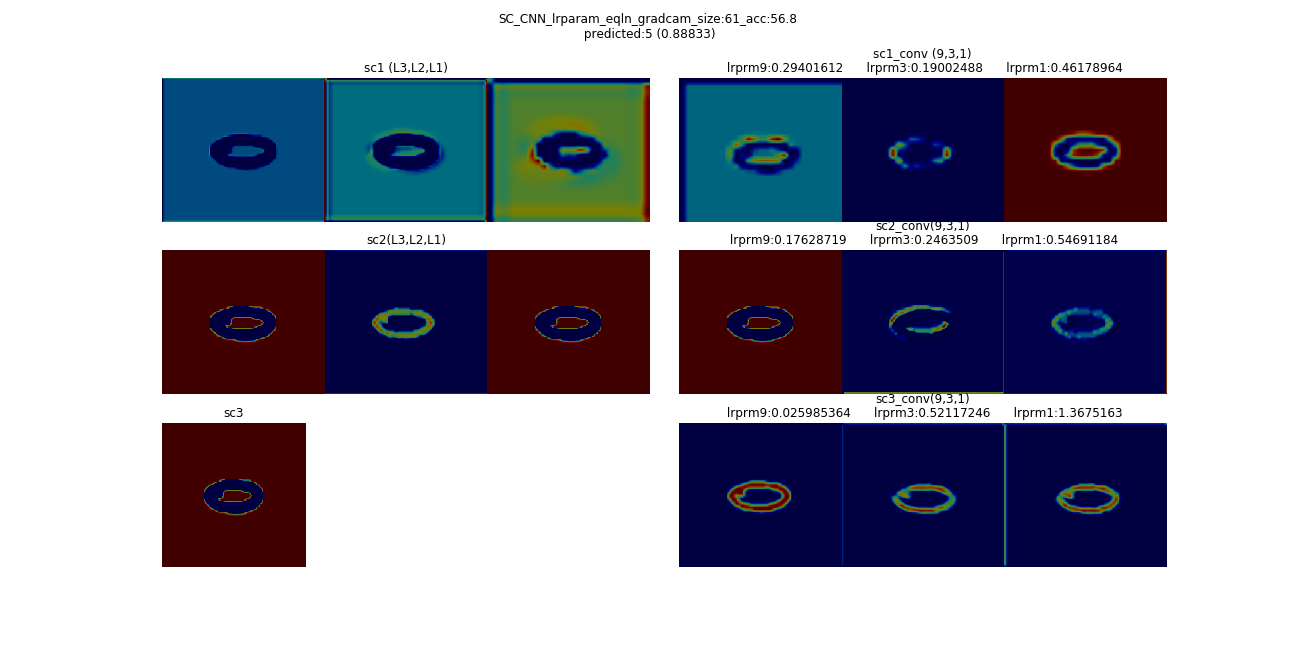 SC_CNN_lrparam_eqln_gradcam_size:61_acc:56.8
predicted:5 (0.88833)
sc1 (L3,L2,L1)
sc1_conv (9,3,1)
lrprm9:0.29401612 lrprm3:0.19002488 lrprm1:0.46178964
sc2(L3,L2,L1)
sc2_conv(9,3,1)
lrprm9:0.17628719 lrprm3:0.2463509 lrprm1:0.54691184
sc3
sc3_conv(9,3,1)
lrprm9:0.025985364 lrprm3:0.52117246 lrprm1:1.3675163